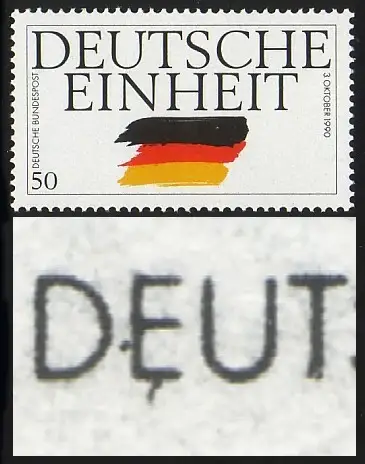 DEUTSCHE
EINHEIT
DEUTSCHE BUNDESPOST
3. OKTOBER 1990
50
DEUT